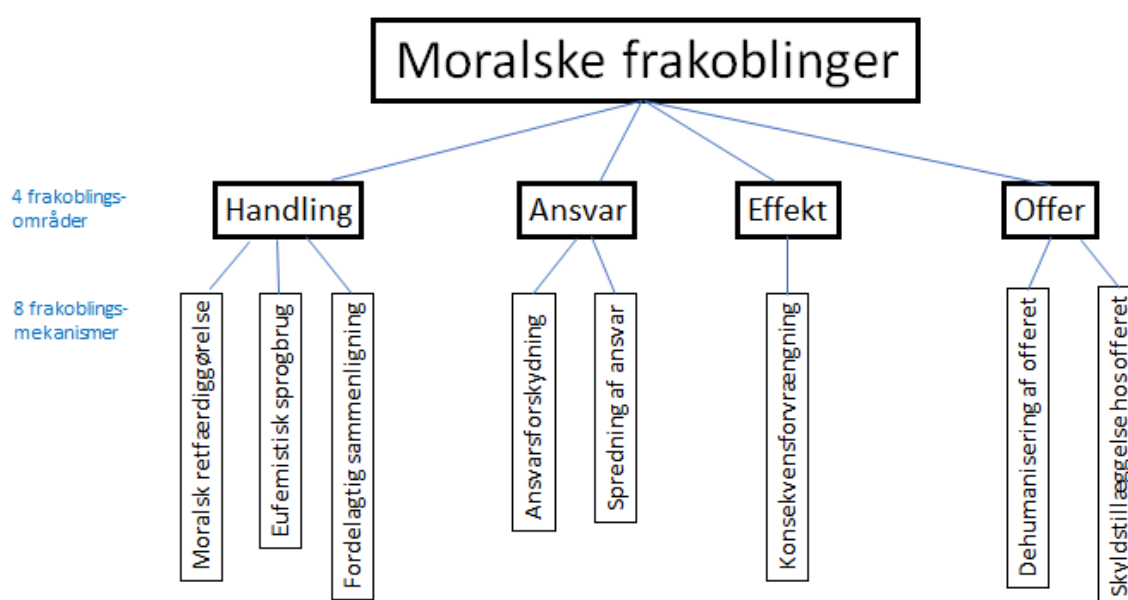 Moralske frakoblinger
4 frakoblings-
områder
Handling
Ansvar
Effekt
Offer
8 frakoblings-
mekanismer
Moralsk retfærdiggørelse
Eufemistisk sprogbrug
Fordelagtig sammenligning
Ansvarsforskydning
Spredning af ansvar
Konsekvensforvrængning
Dehumanisering af offeret
Skyldstillæggelse hos offeret